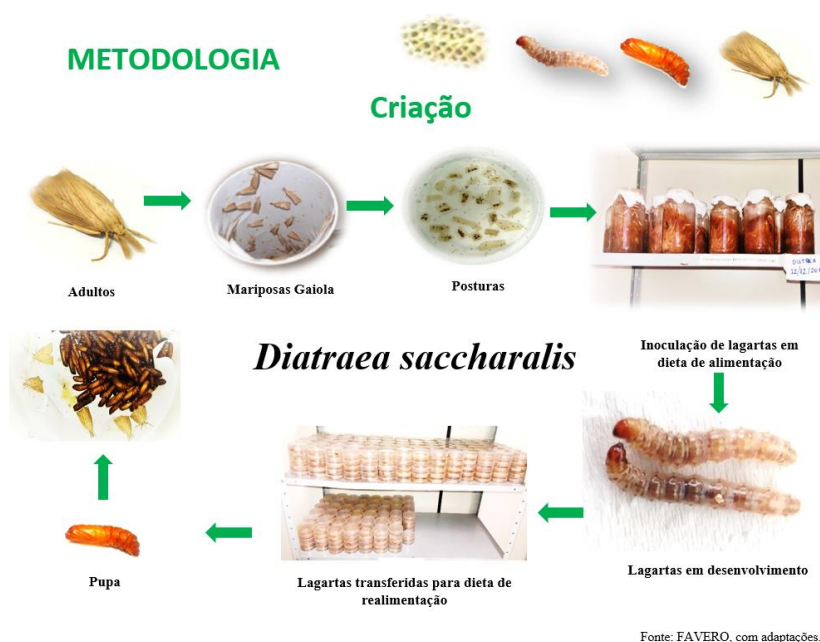 METODOLOGIA
Criação
Adultos
Mariposas Gaiola
Posturas
Inoculação de lagartas em
dieta de alimentação
Diatraea saccharalis
Lagartas em desenvolvimento
Lagartas transferidas para dieta de
realimentação
Pupa
Fonte: FAVERO, com adaptações.